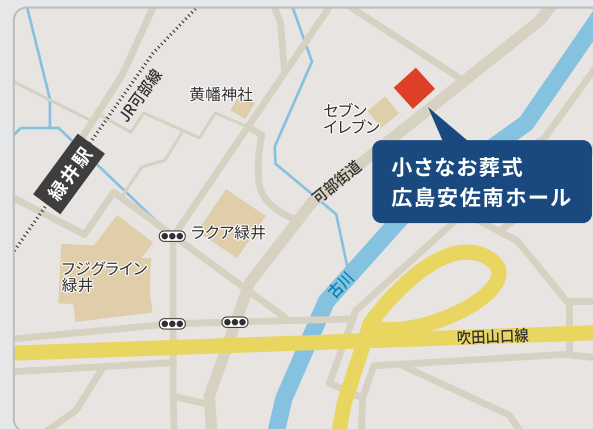 JR可部線
黄幡神社
セブン
イレブン
緑井駅
可部街道
小さなお葬式
広島安佐南ホール
ラクア緑井
フジグラン
緑井
古川
吹田山口線